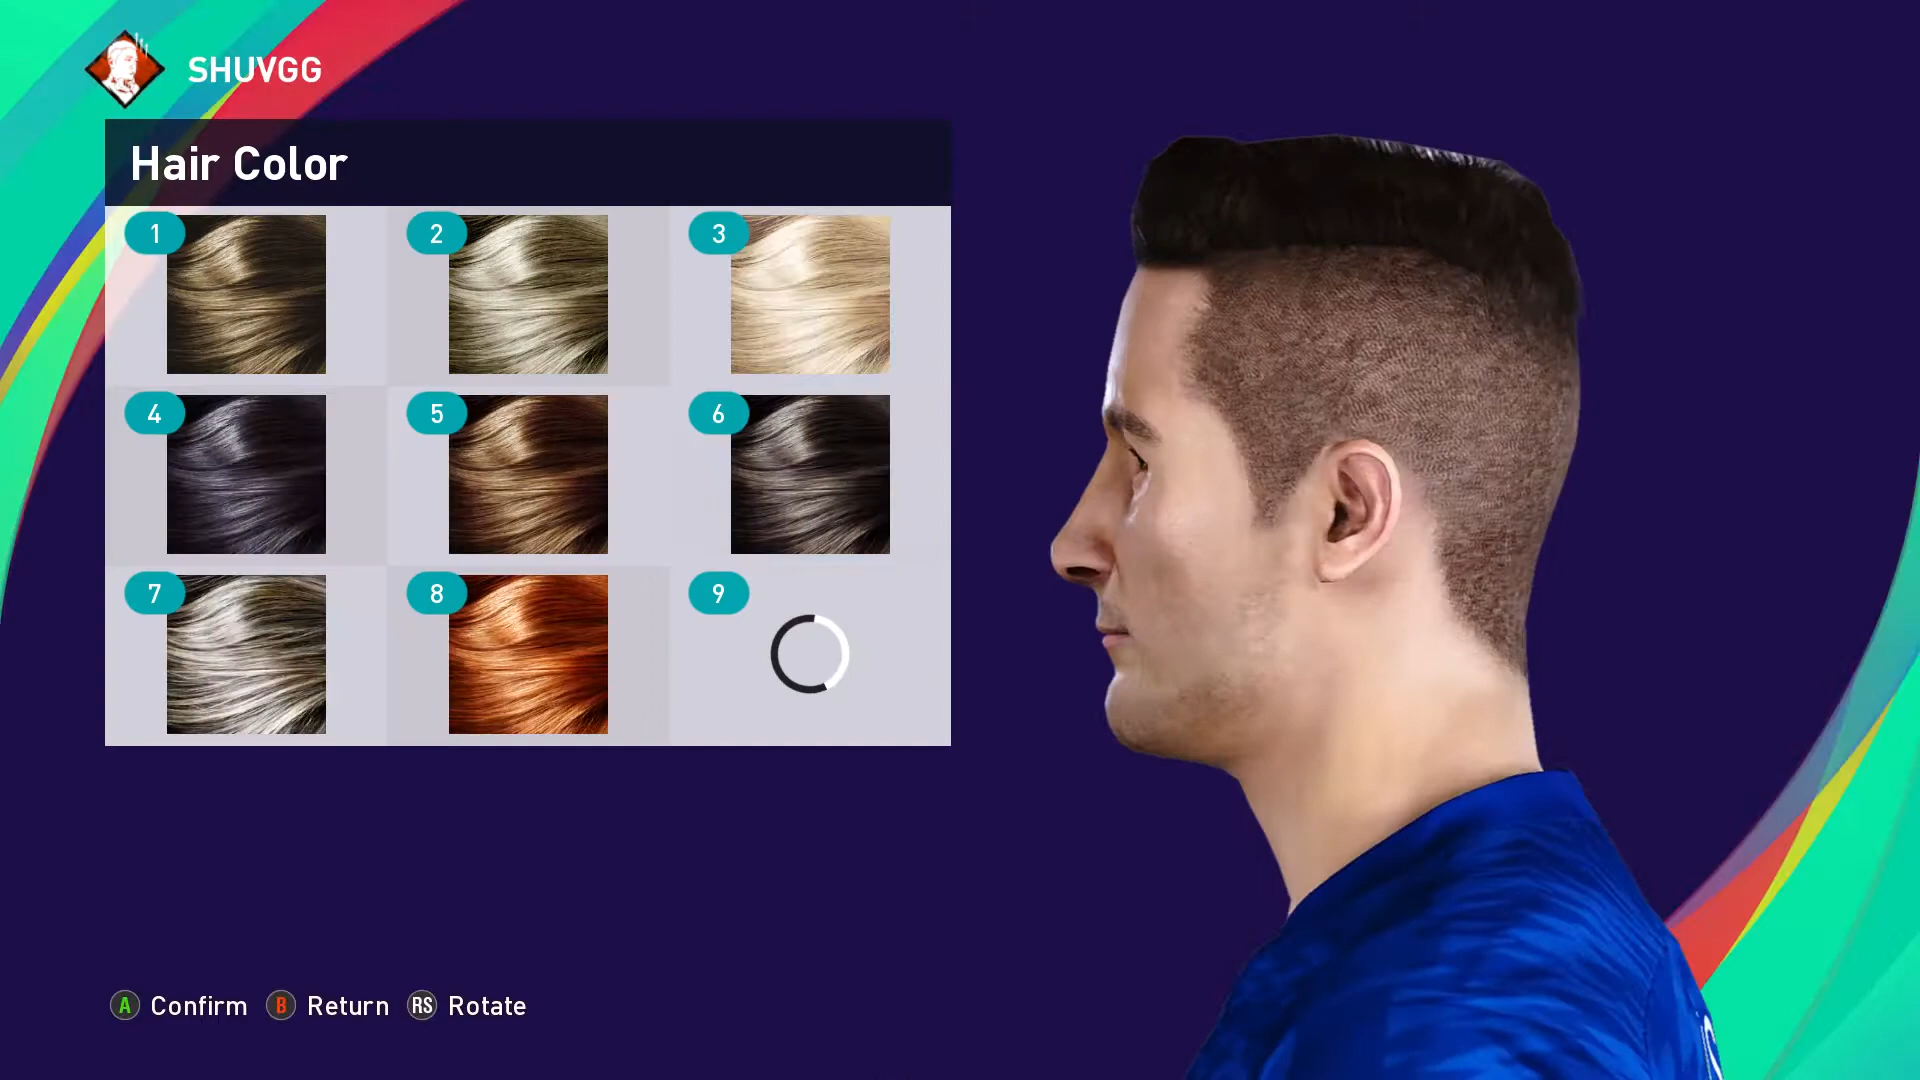 SHUVGG
Hair Color
1 2 3
4 5 6
7 8 9
A Confirm B Return RS Rotate